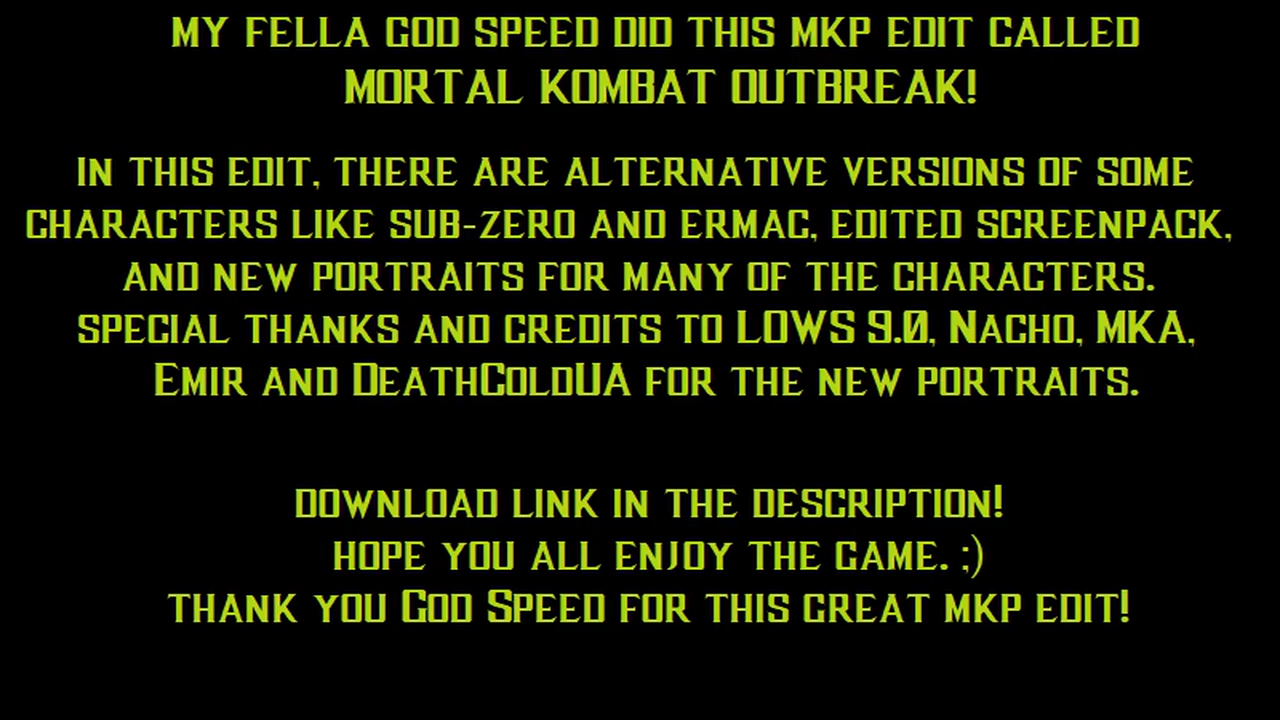 MY FELLA GOD SPEED DID THIS MKP EDIT CALLED
MORTAL KOMBAT OUTBREAK!
IN THIS EDIT, THERE ARE ALTERNATIVE VERSIONS OF SOME
CHARACTERS LIKE SUB-ZERO AND ERMAC, EDITED SCREENPACK,
AND NEW PORTRAITS FOR MANY OF THE CHARACTERS.
SPECIAL THANKS AND CREDITS TO LOWS 9.0, NACHO, MKA,
EMIR AND DEATHCOLDUA FOR THE NEW PORTRAITS.
DOWNLOAD LINK IN THE DESCRIPTION!
HOPE YOU ALL ENJOY THE GAME. ;)
THANK YOU GOD SPEED FOR THIS GREAT MKP EDIT!